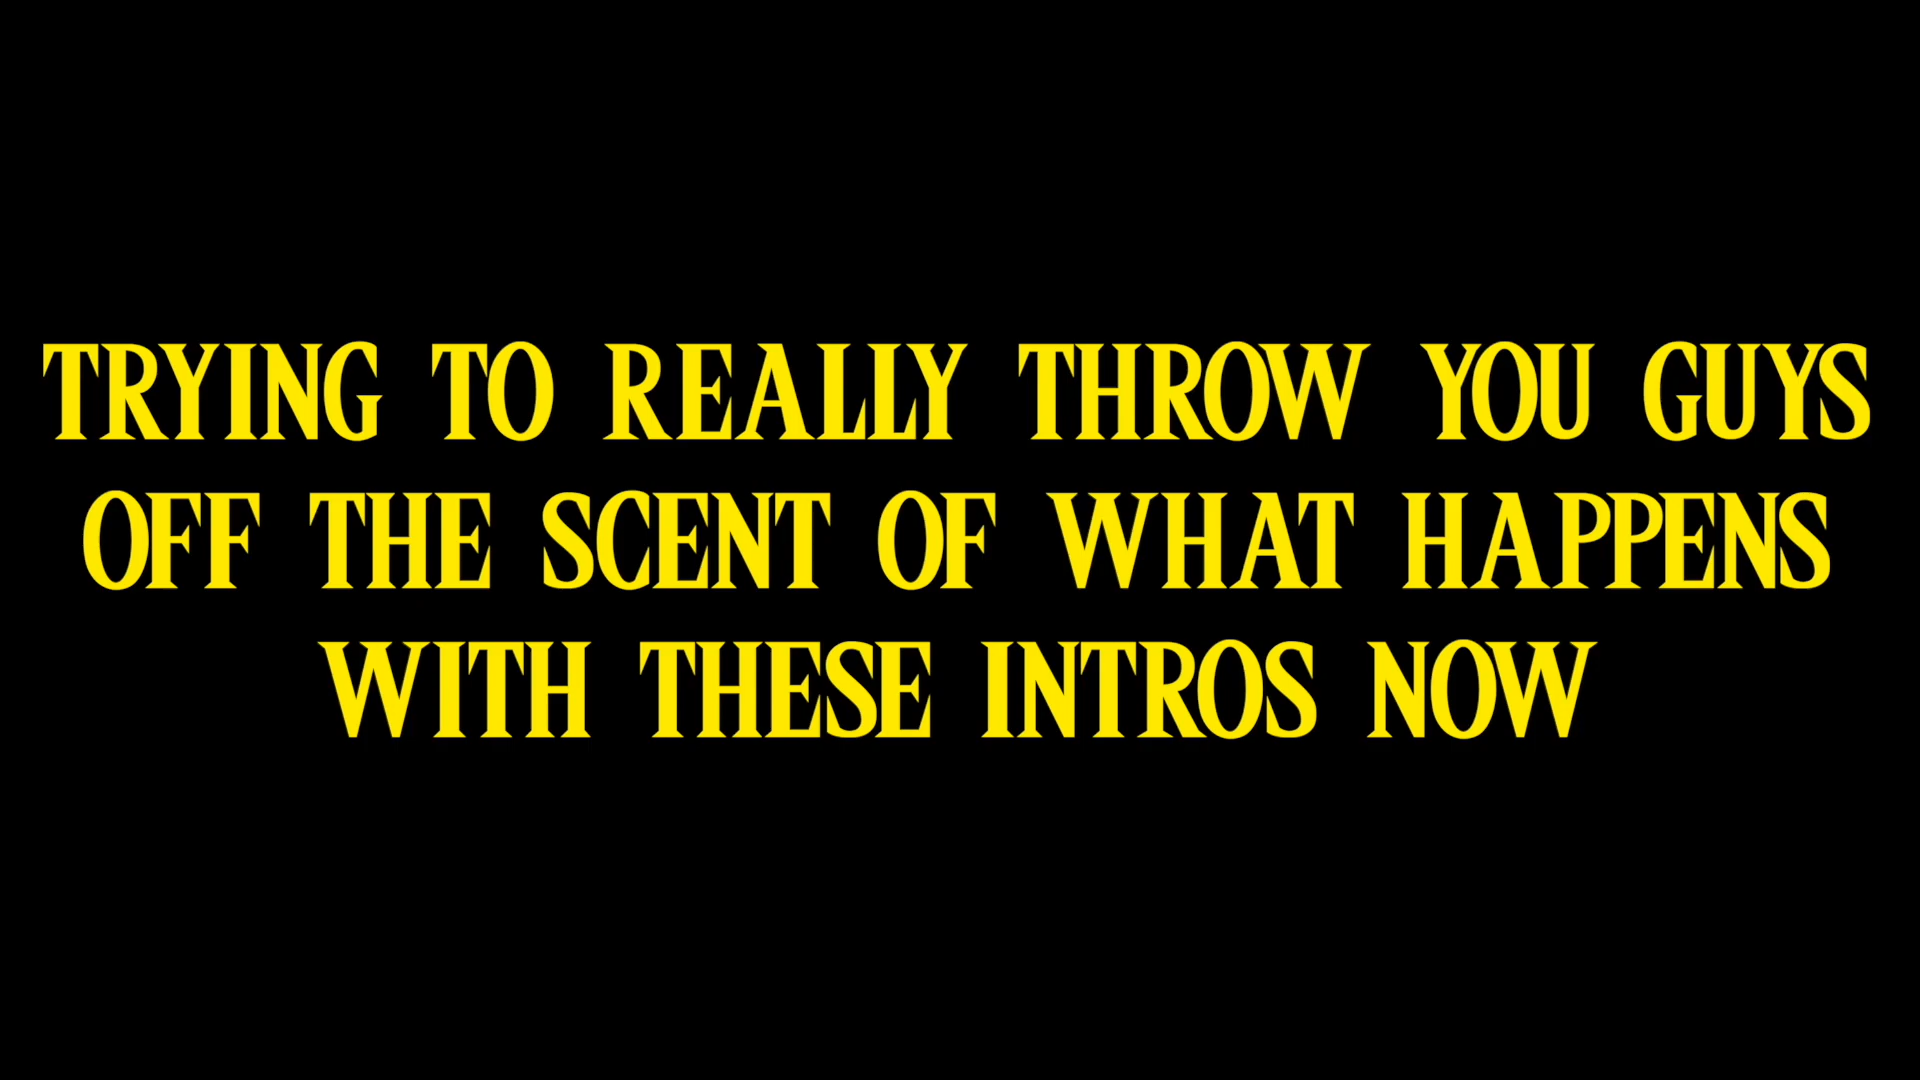 TRYING TO REALLY THROW YOU GUYS
OFF THE SCENT OF WHAT HAPPENS
WITH THESE INTROS NOW